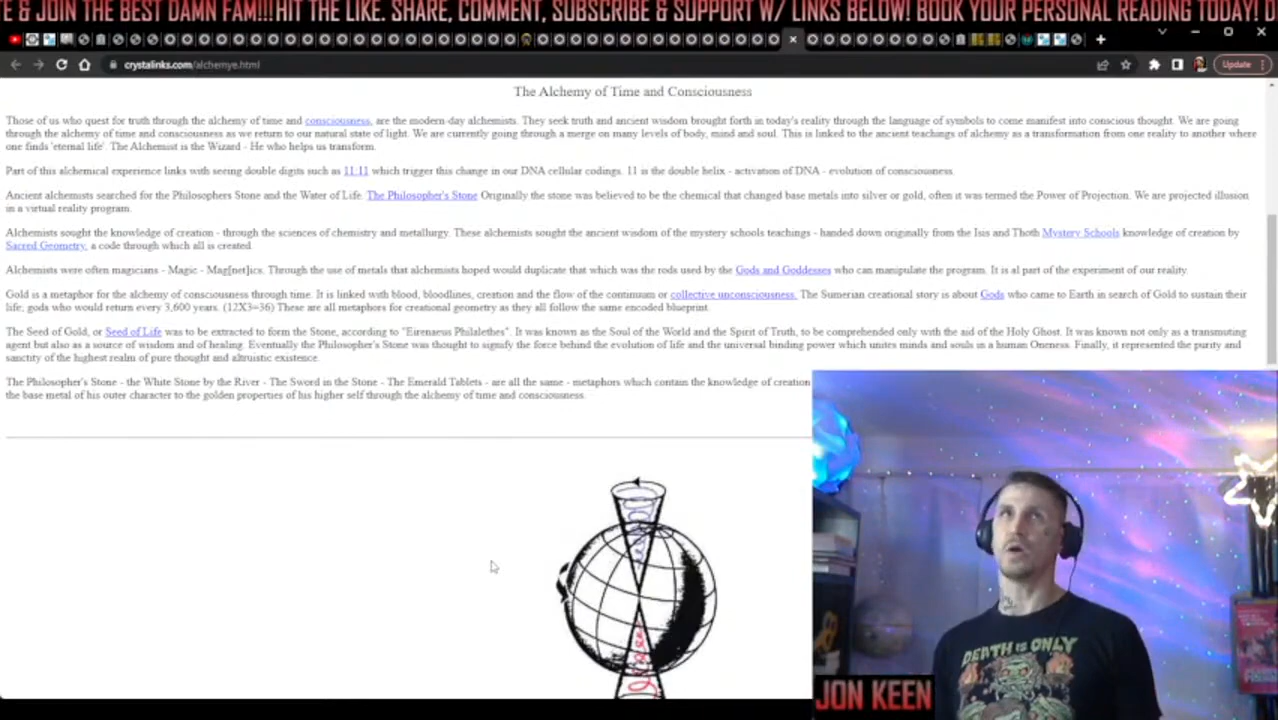 TE & JOIN THE BEST DAMN FAM!!! HIT THE LIKE. SHARE, COMMENT, SUBSCRIBE & SUPPORT W/ LINKS BELOW! BOOK YOUR PERSONAL READING TODAY! D
crystalinks.com/alchemye.html
Update
The Alchemy of Time and Consciousness
Those of us who quest for truth through the alchemy of time and consciousness, are the modern-day alchemists. They seek truth and ancient wisdom brought forth in today's reality through the language of symbols to come manifest into conscious thought. We are going
through the alchemy of time and consciousness as we return to our natural state of light. We are currently going through a merge on many levels of body, mind and soul. This is linked to the ancient teachings of alchemy as a transformation from one reality to another where
one finds 'eternal life' The Alchemist is the Wizard - He who helps us transform.
Part of this alchemical experience links with seeing double digits such as 11:11 which trigger this change in our DNA cellular codings. 11 is the double helix - activation of DNA - evolution of consciousness.
Ancient alchemists searched for the Philosophers Stone and the Water of Life. The Philosopher's Stone Originally the stone was believed to be the chemical that changed base metals into silver or gold, often it was termed the Power of Projection. We are projected illusion
in a virtual reality program.
Alchemists sought the knowledge of creation - through the sciences of chemistry and metallurgy. These alchemists sought the ancient wisdom of the mystery schools teachings - handed down originally from the Isis and Thoth Mystery Schools knowledge of creation by
Sacred Geometry, a code through which all is created
Alchemists were often magicians - Magic - Mag[net]ics. Through the use of metals that alchemists hoped would duplicate that which was the rods used by the Gods and Goddesses who can manipulate the program. It is al part of the experiment of our reality.
Gold is a metaphor for the alchemy of consciousness through time. It is linked with blood, bloodlines, creation and the flow of the continuum or collective unconsciousness. The Sumerian creational story is about Gods who came to Earth in search of Gold to sustain their
life, gods who would return every 3,600 years. (12X3=36) These are all metaphors for creational geometry as they all follow the same encoded blueprint.
The Seed of Gold, or Seed of Life was to be extracted to form the Stone, according to "Eirenaeus Philalethes". It was known as the Soul of the World and the Spirit of Truth, to be comprehended only with the aid of the Holy Ghost. It was known not only as a transmuting
agent but also as a source of wisdom and of healing. Eventually the Philosopher's Stone was thought to signify the force behind the evolution of life and the universal binding power which unites minds and souls in a human Oneness. Finally, it represented the purity and
sanctity of the highest realm of pure thought and altruistic existence.
The Philosopher's Stone - the White Stone by the River - The Sword in the Stone - The Emerald Tablets - are all the same - metaphors which contain the knowledge of creation
the base metal of his outer character to the golden properties of his higher self through the alchemy of time and consciousness.
DEATH IS ONLY
JON KEEN